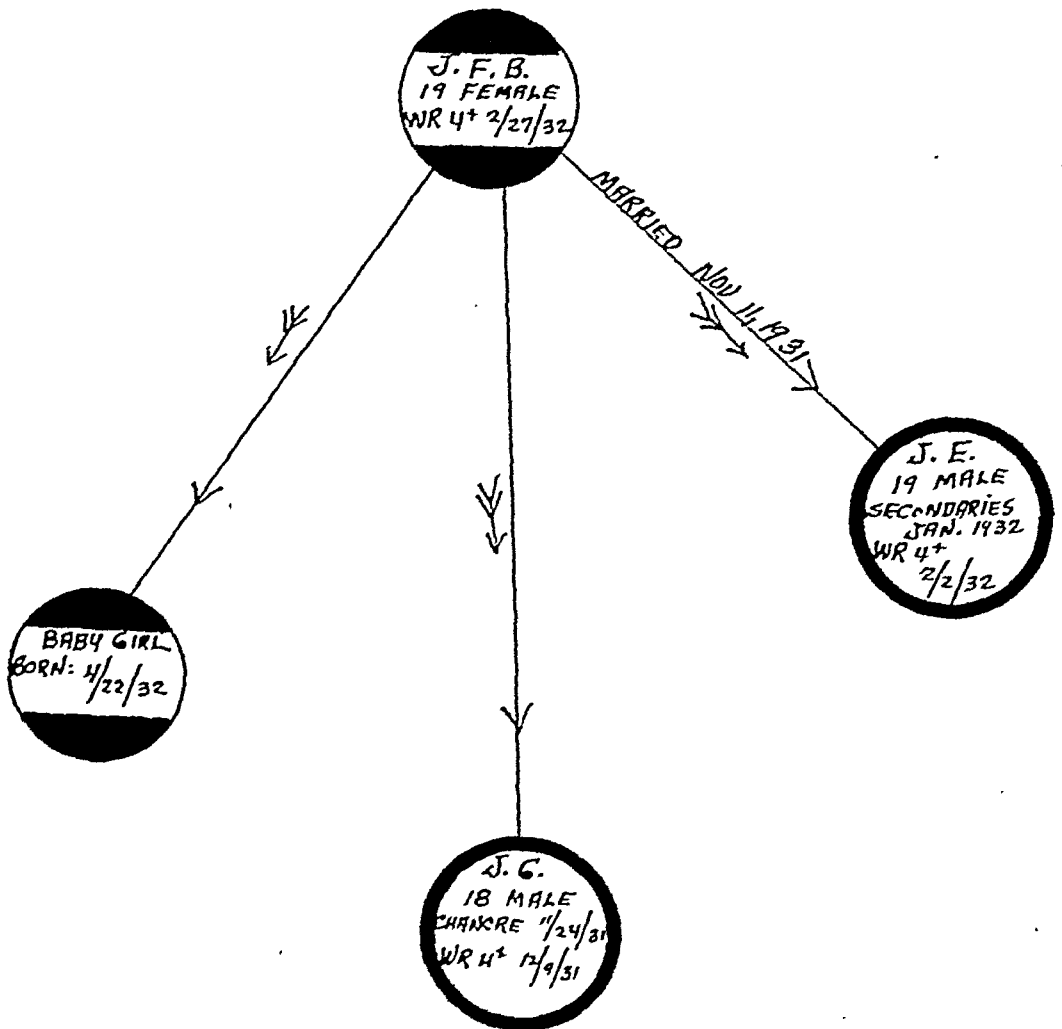 J. F. B.
19 FEMALE
WR 4+ 2/27/32
MARRIED NOV 11, 1931
J. E.
19 MALE
SECONDARIES
JAN. 1932
WR 4+
2/2/32
BABY GIRL
BORN: 4/22/32
18 MALE
CHANCRE 11/24/31
WR 4+ 12/9/31